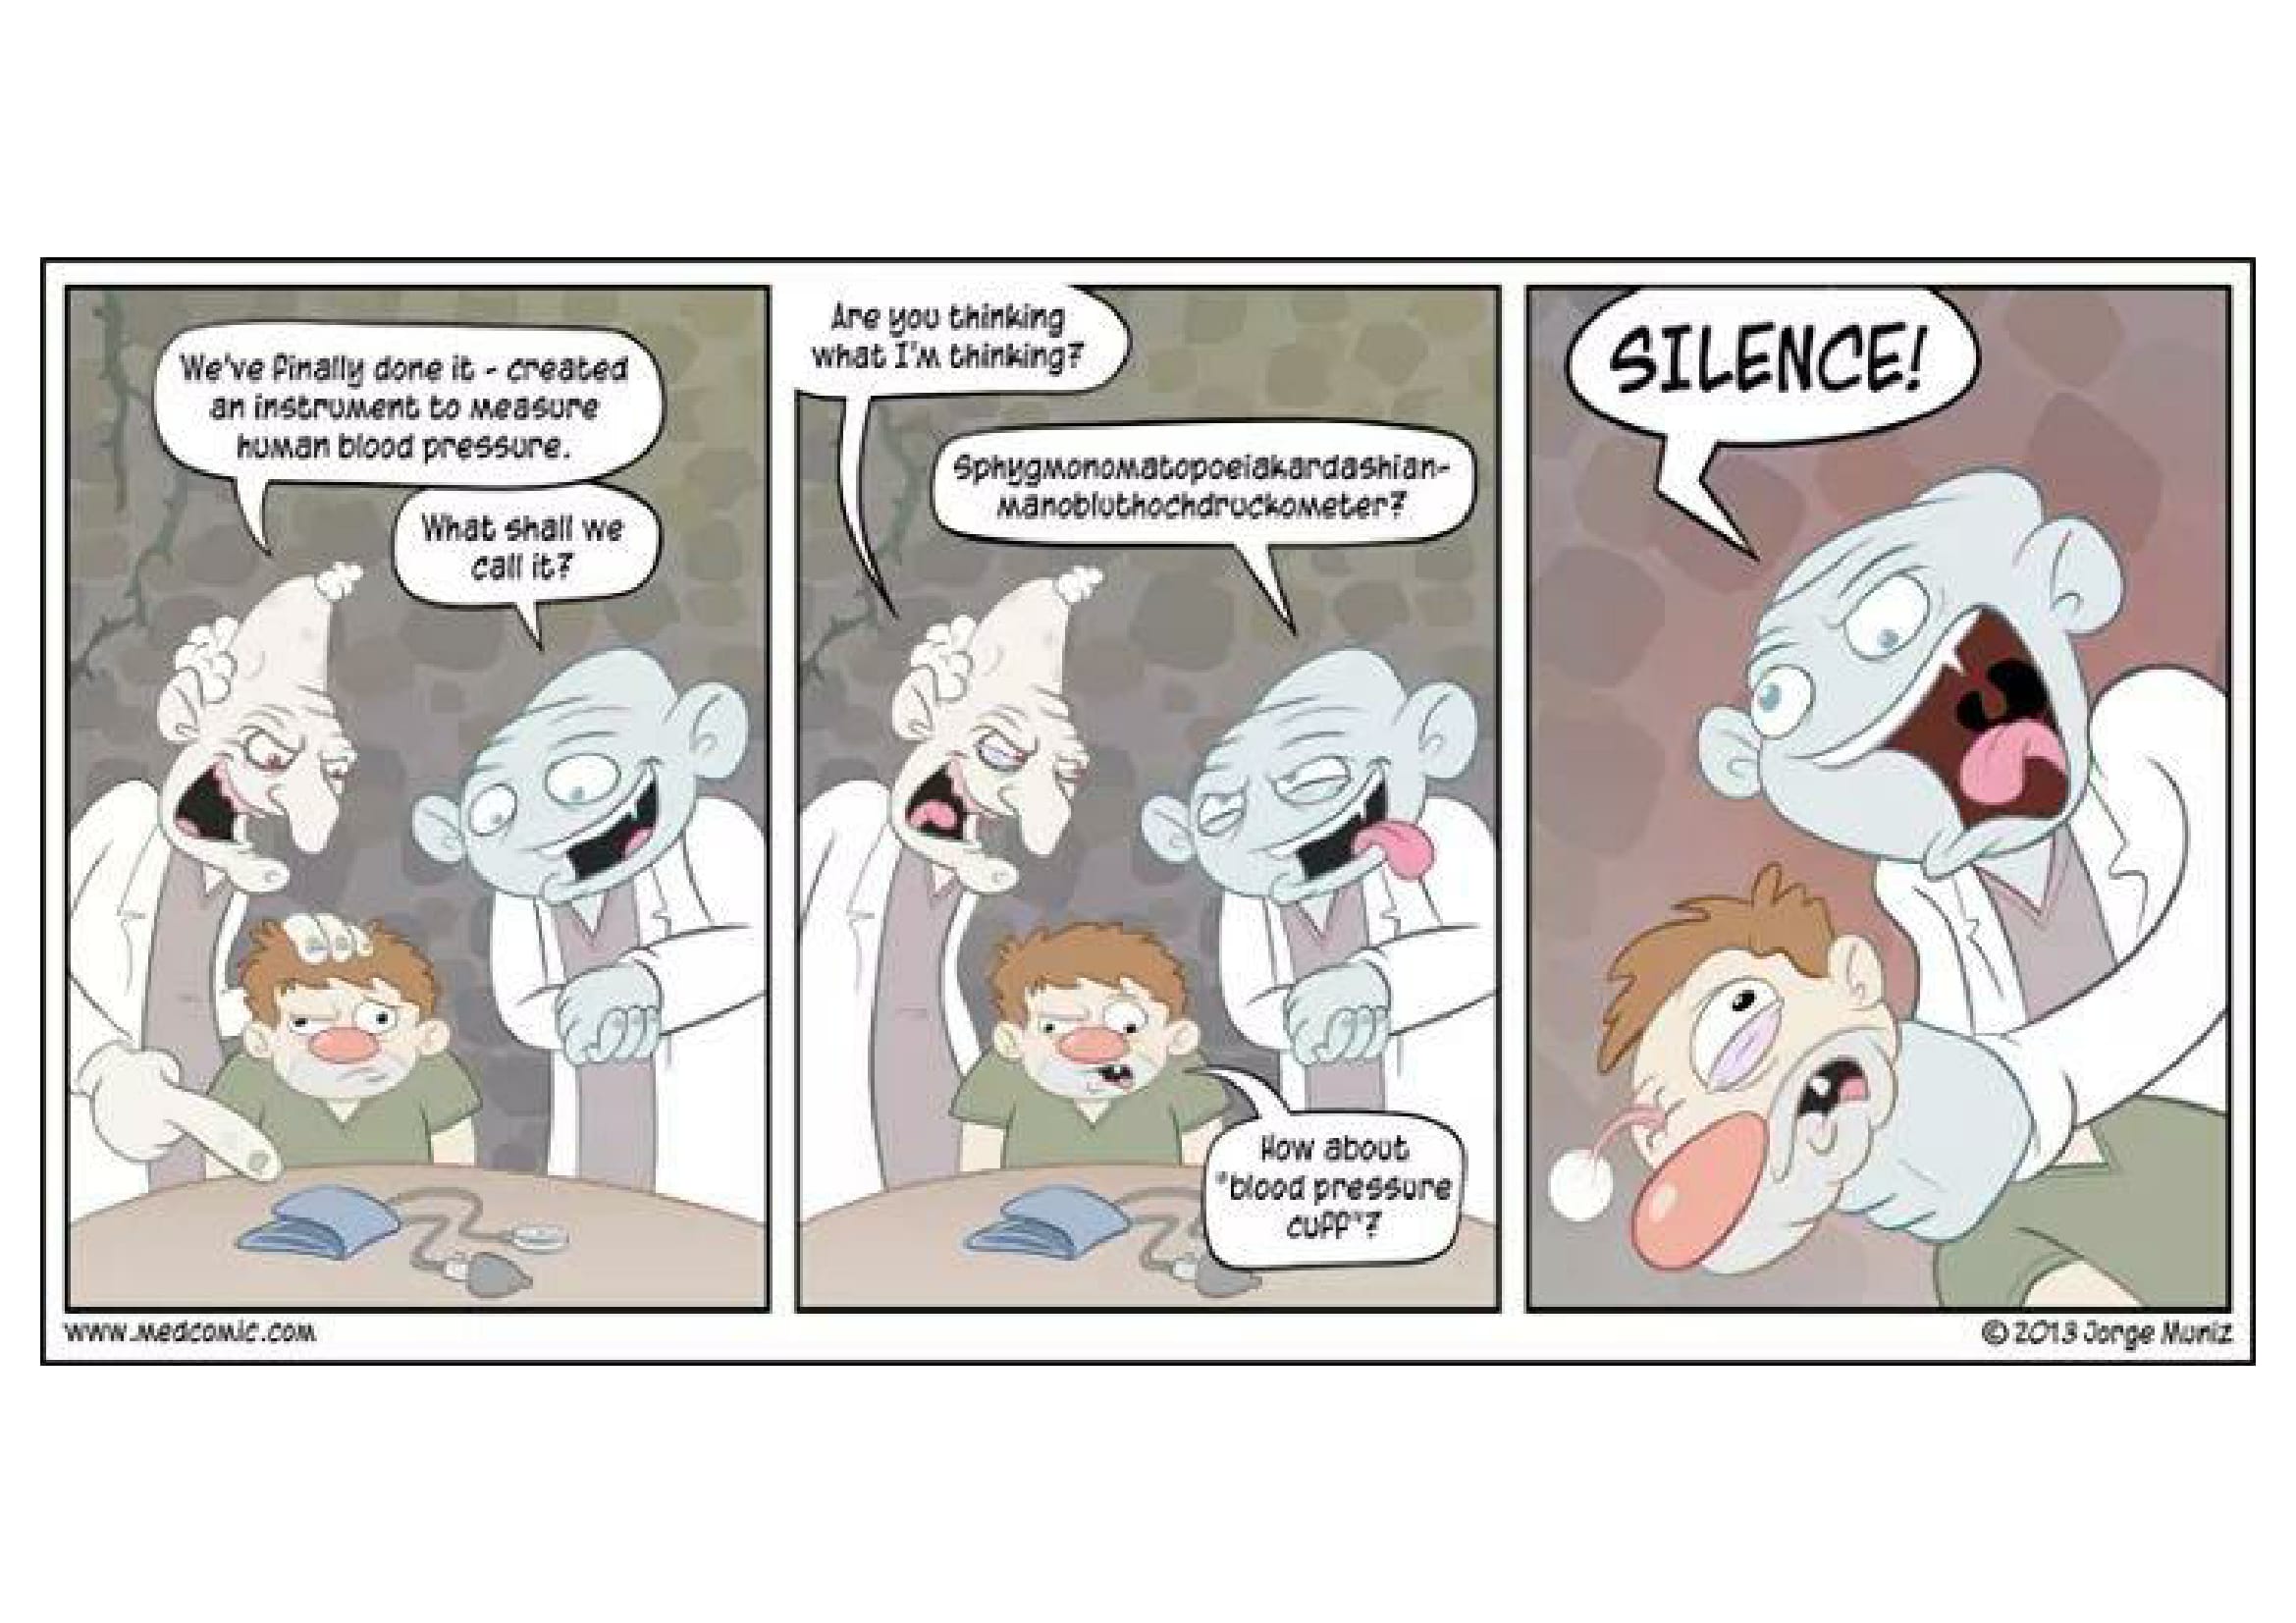 We've finally done it - created
an instrument to measure
human blood pressure.
What shall we
call it?
Are you thinking
what I'm thinking?
Sphygmonomatopoeiakardashian-
manobluthochdruckometer?
How about
"blood pressure
cuff"?
SILENCE!
www.medcomic.com
© 2013 Jorge Muniz